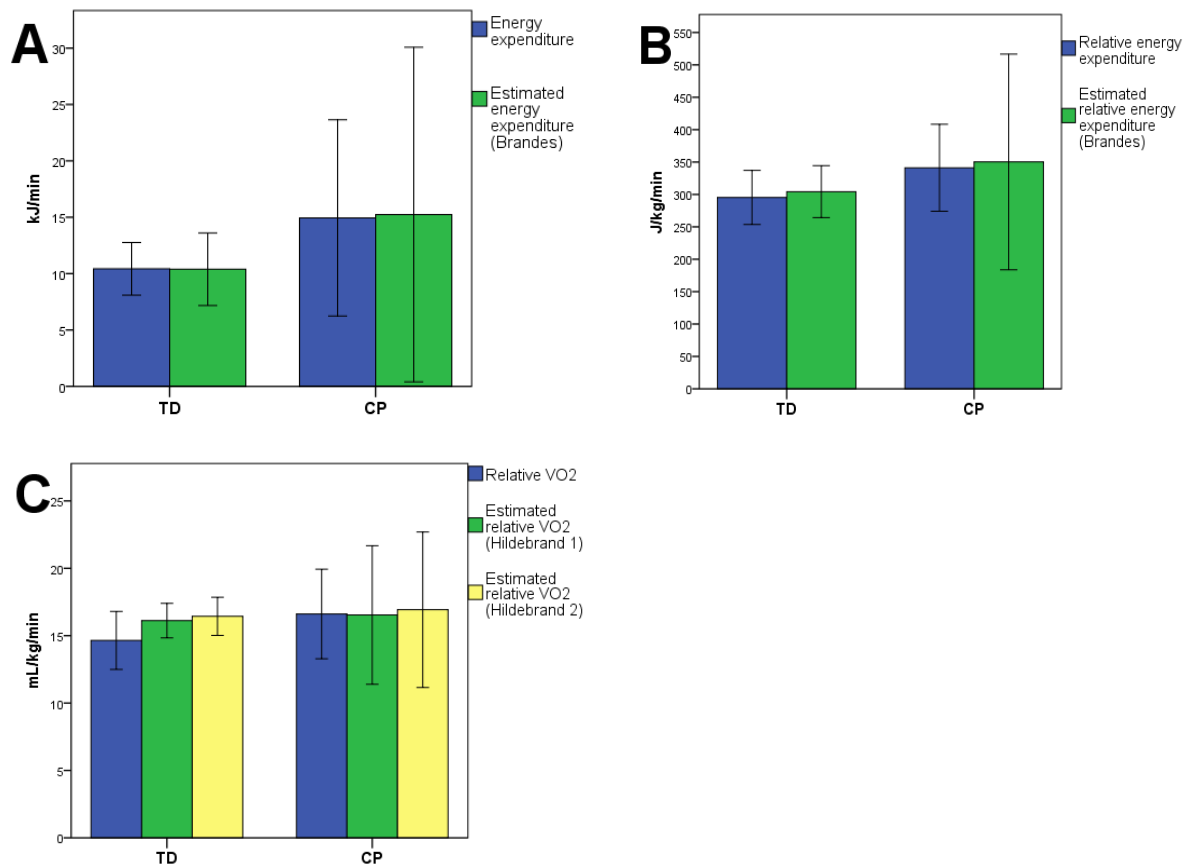 A
Energy
expenditure
Estimated
energy
expenditure
(Brandes)
kJ/min
30
25
20
15
10
5
0
TD
CP
B
Relative energy
expenditure
Estimated
relative energy
expenditure
(Brandes)
J/kg/min
550
500
450
400
350
300
250
200
150
100
50
0
TD
CP
C
Relative VO2
Estimated
relative VO2
(Hildebrand 1)
Estimated
relative VO2
(Hildebrand 2)
mL/kg/min
25
20
15
10
5
0
TD
CP